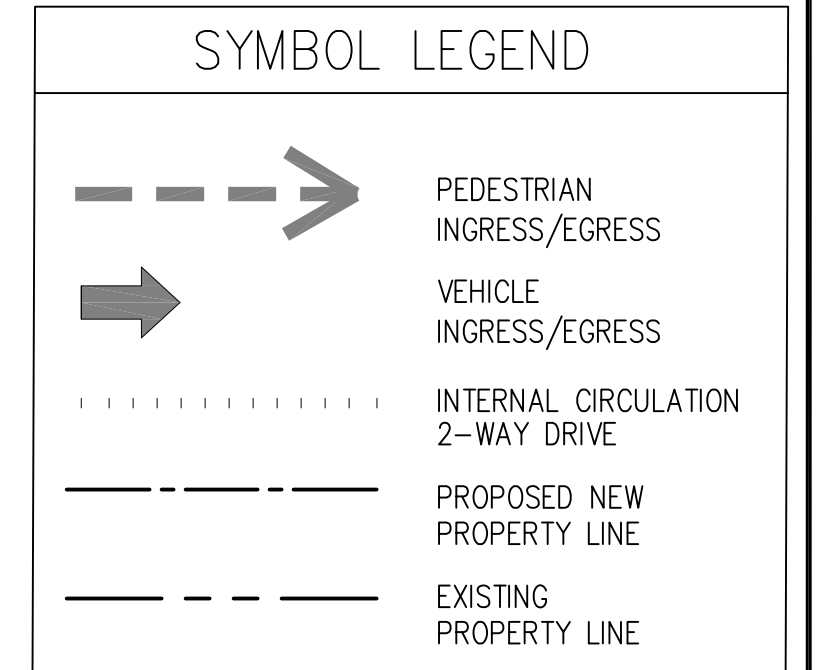 SYMBOL LEGEND
PEDESTRIAN
INGRESS/EGRESS
VEHICLE
INGRESS/EGRESS
INTERNAL CIRCULATION
2-WAY DRIVE
PROPOSED NEW
PROPERTY LINE
EXISTING
PROPERTY LINE